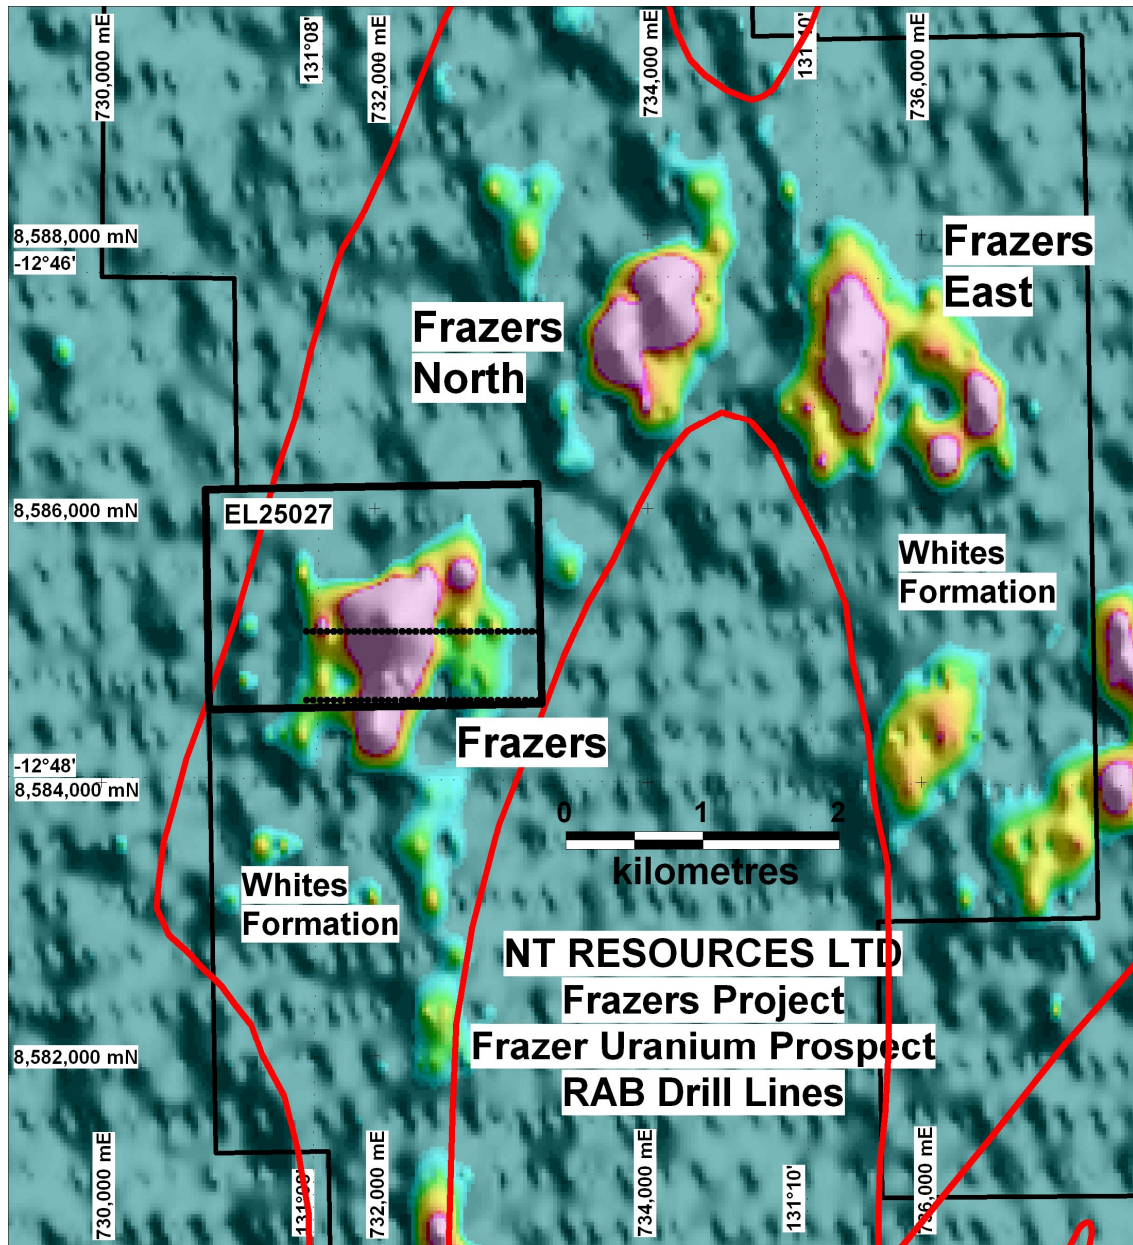 730,000 mE
131°08'
732,000 mE
734,000 mE
131°10'
736,000 mE
8,588,000 mN
-12°46'
Frazers
East
Frazers
North
8,586,000 mN
EL25027
Whites
Formation
Frazers
-12°48'
8,584,000 mN
0 1 2
kilometres
Whites
Formation
NT RESOURCES LTD
Frazers Project
Frazer Uranium Prospect
RAB Drill Lines
8,582,000 mN
730,000 mE
131°08'
732,000 mE
734,000 mE
131°10'
736,000 mE